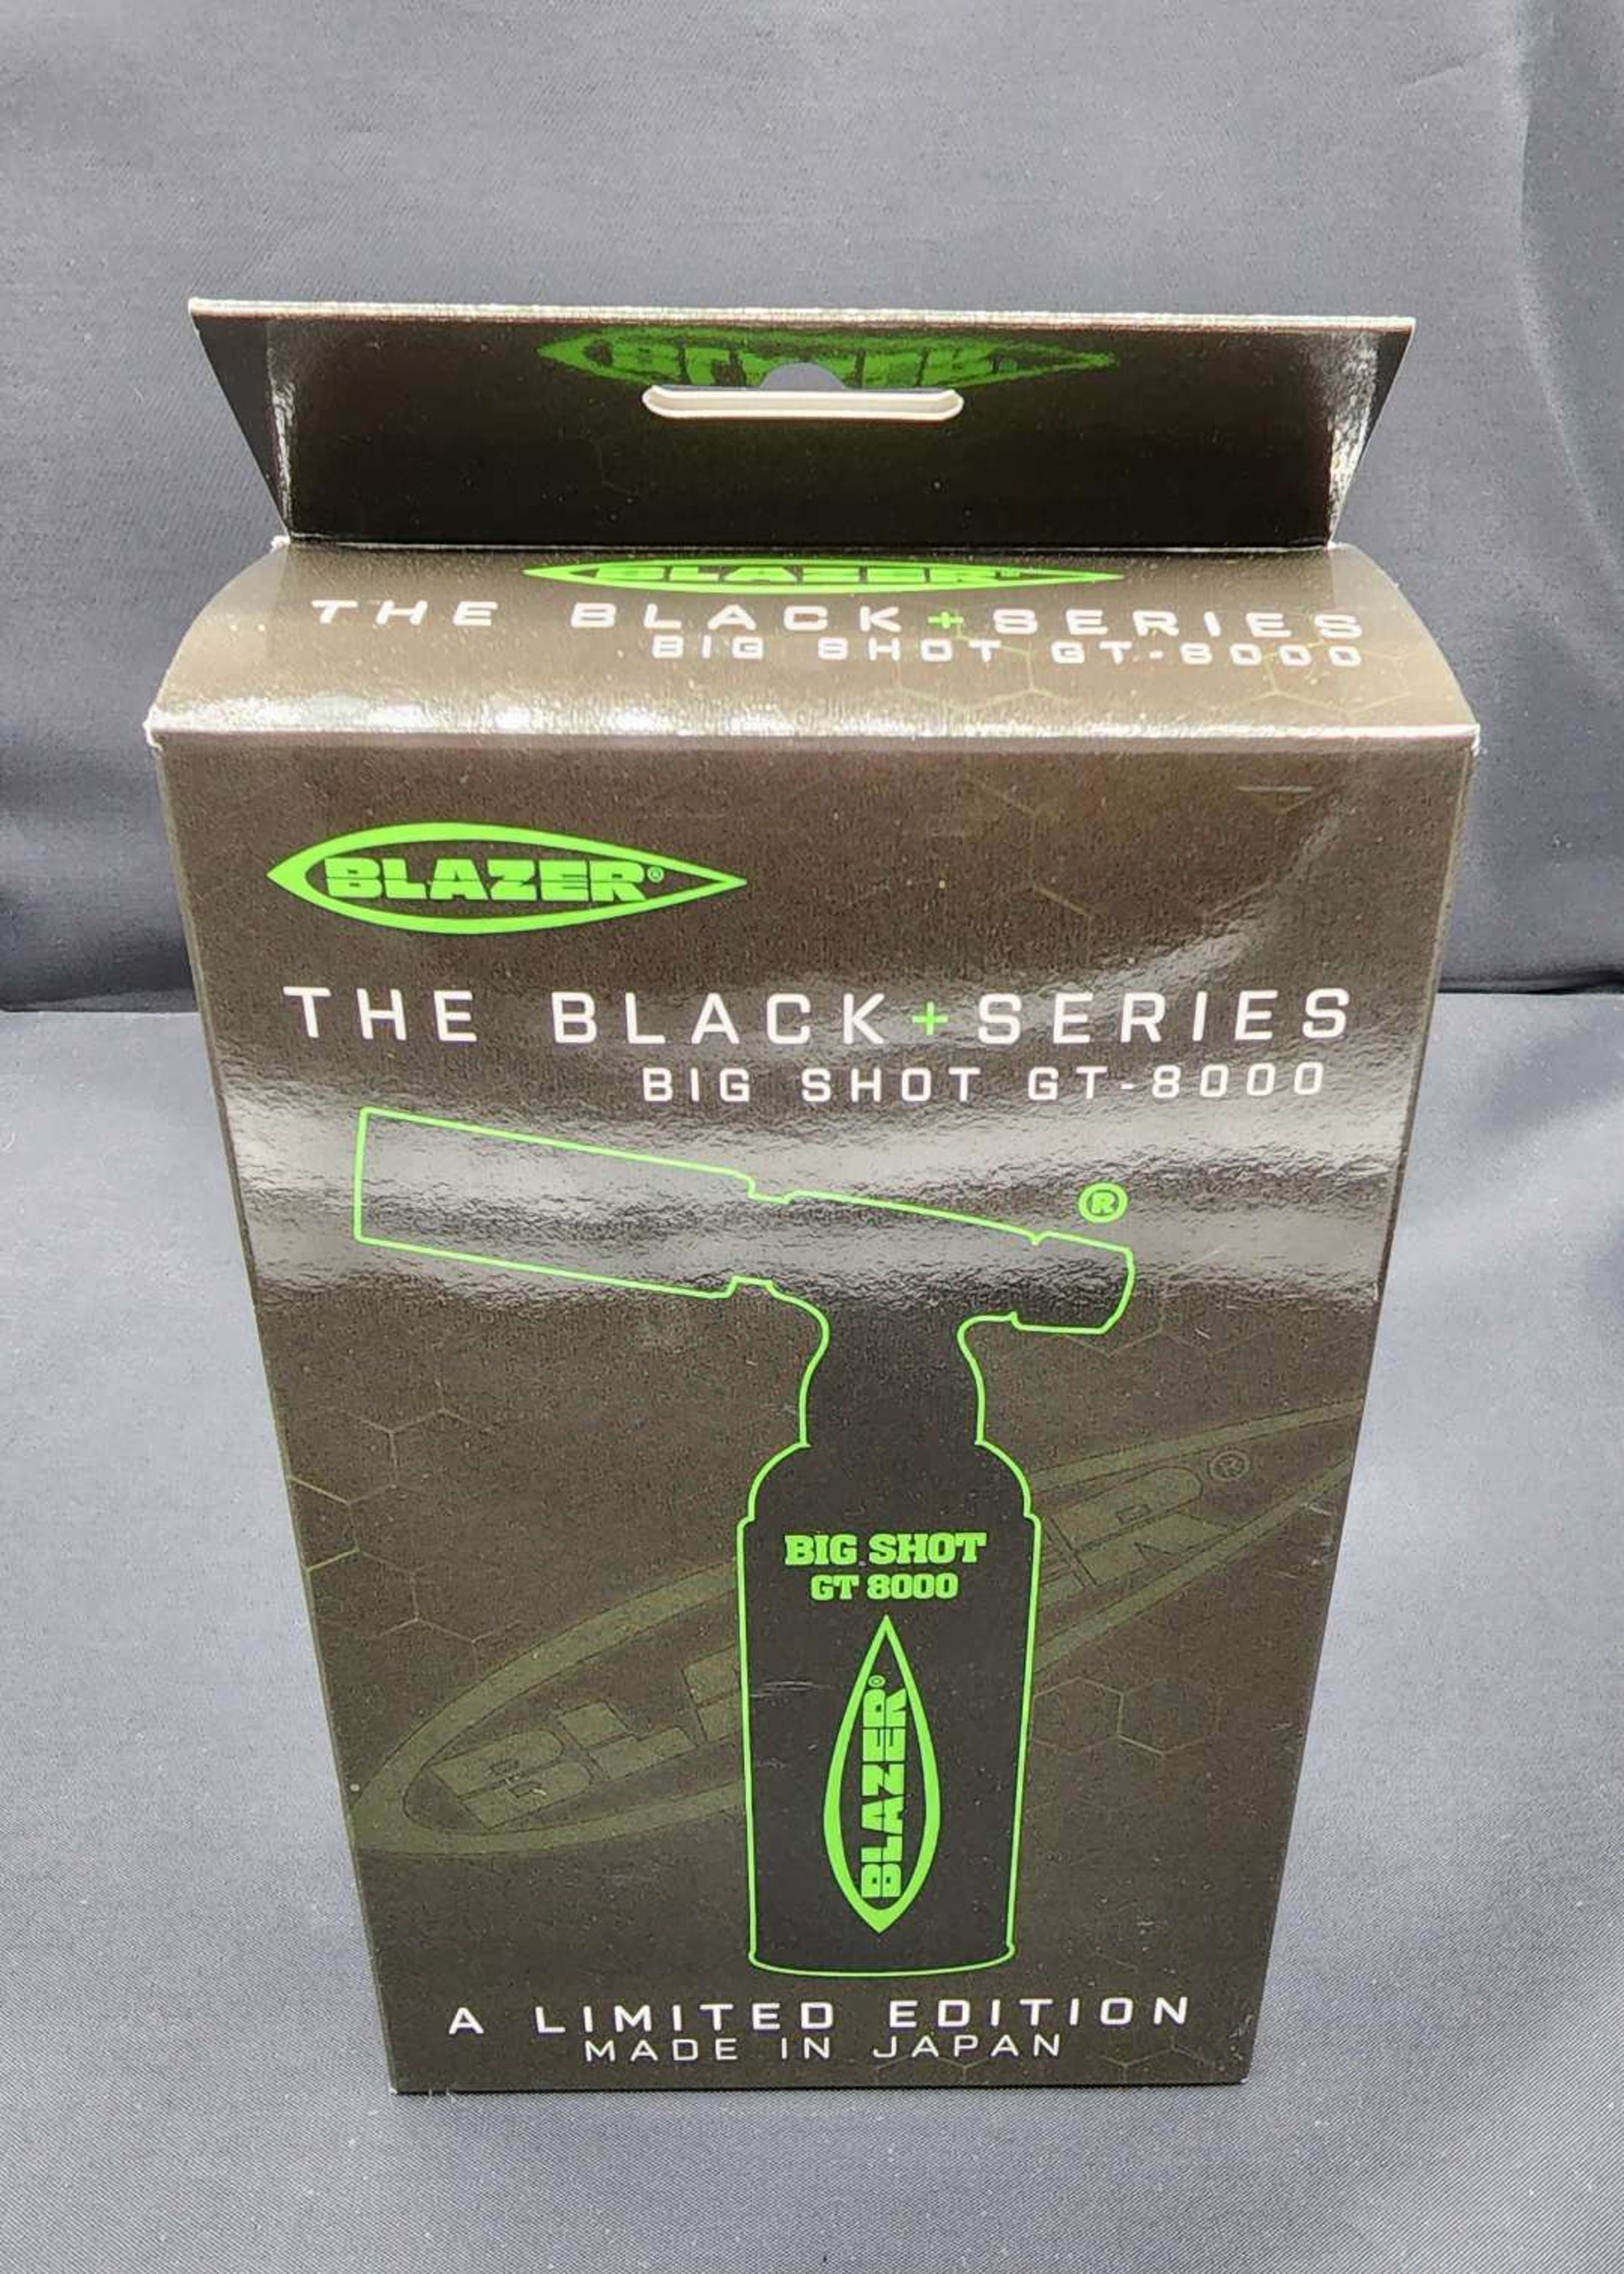 BLAZER
BLAZER®
THE BLACK+SERIES
BIG SHOT GT-8000
BLAZER®
THE BLACK+SERIES
BIG SHOT GT-8000
®
BIG SHOT
GT 8000
BLAZER®
A LIMITED EDITION
MADE IN JAPAN